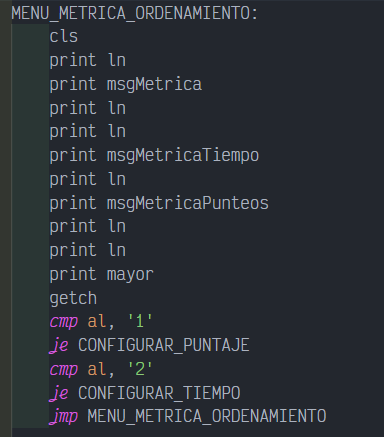 MENU_METRICA_ORDENAMIENTO:
cls
print ln
print msgMetrica
print ln
print ln
print msgMetricaTiempo
print ln
print msgMetricaPunteos
print ln
print ln
print mayor
getch
cmp al, '1'
je CONFIGURAR_PUNTAJE
cmp al, '2'
je CONFIGURAR_TIEMPO
jmp MENU_METRICA_ORDENAMIENTO